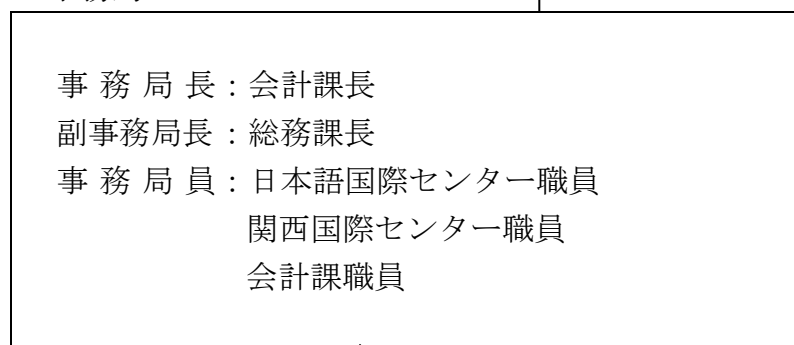 事 務 局 長：会計課長
副事務局長：総務課長
事 務 局 員：日本語国際センター職員
関西国際センター職員
会計課職員